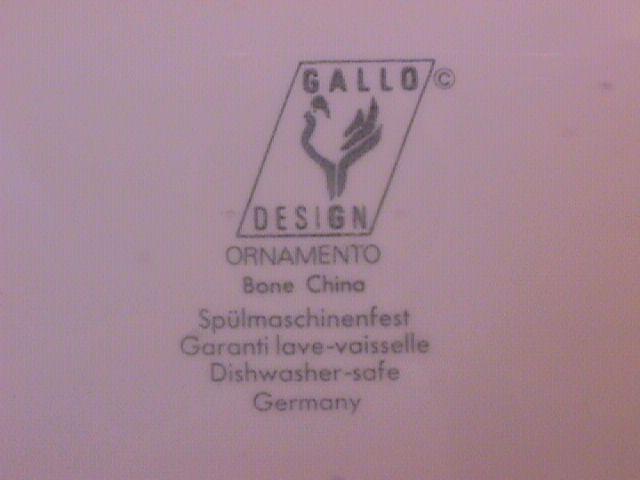 GALLO ©
DESIGN
ORNAMENTO
Bone China
Spülmaschinenfest
Garanti lave-vaisselle
Dishwasher-safe
Germany